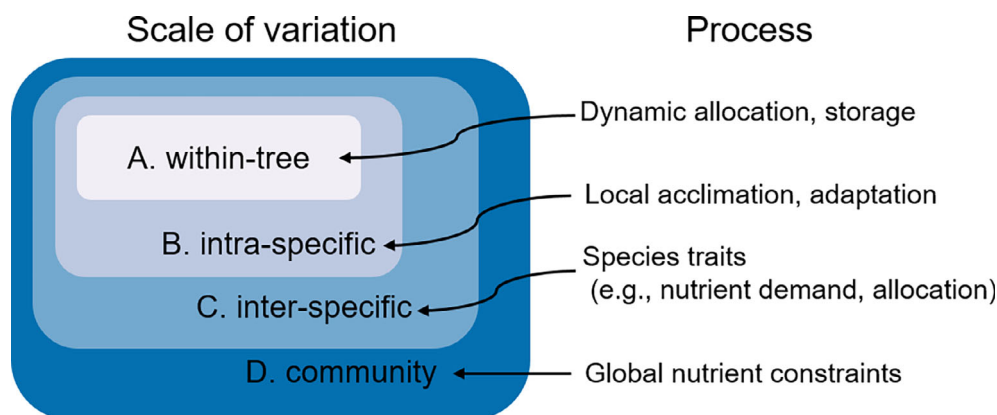 Scale of variation
Process
A. within-tree
Dynamic allocation, storage
B. intra-specific
Local acclimation, adaptation
C. inter-specific
Species traits
(e.g., nutrient demand, allocation)
D. community
Global nutrient constraints